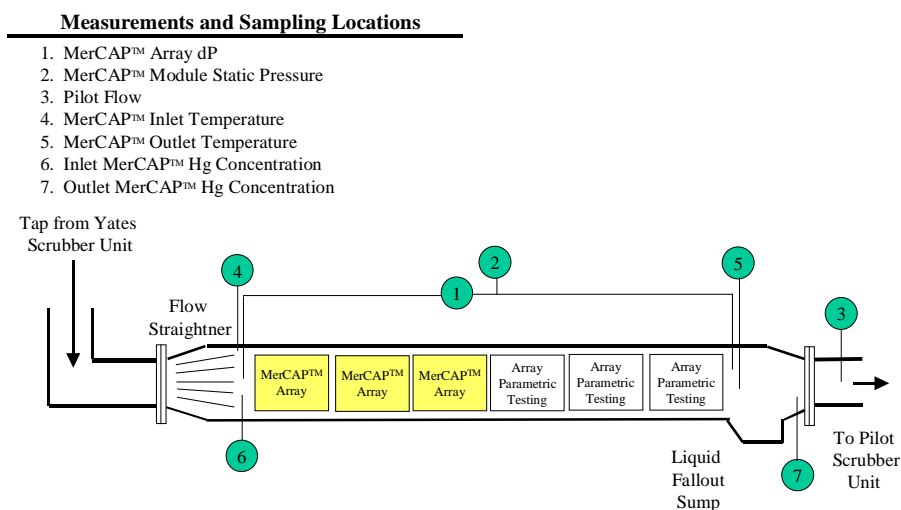 Measurements and Sampling Locations
1. MerCAP™ Array dP
2. MerCAP™ Module Static Pressure
3. Pilot Flow
4. MerCAP™ Inlet Temperature
5. MerCAP™ Outlet Temperature
6. Inlet MerCAP™ Hg Concentration
7. Outlet MerCAP™ Hg Concentration
Tap from Yates
Scrubber Unit
Flow
Straightner
4
1
2
5
3
MerCAP™
Array
MerCAP™
Array
MerCAP™
Array
Array
Parametric
Testing
Array
Parametric
Testing
Array
Parametric
Testing
6
Liquid
Fallout
Sump
7
To Pilot
Scrubber
Unit